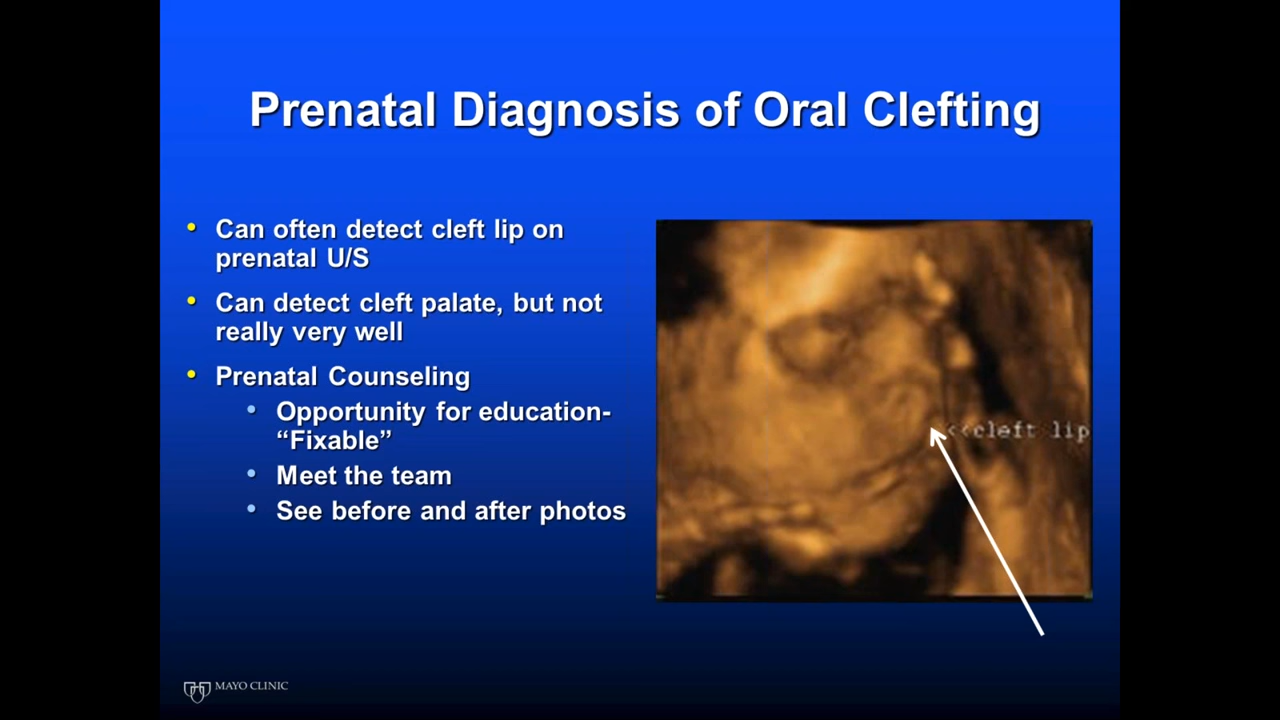 Prenatal Diagnosis of Oral Clefting
• Can often detect cleft lip on
prenatal U/S
• Can detect cleft palate, but not
really very well
• Prenatal Counseling
• Opportunity for education-
“Fixable”
• Meet the team
• See before and after photos
<<cleft lip
MAYO CLINIC